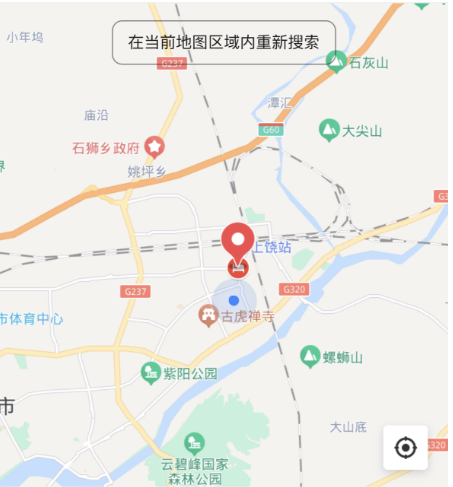 小年坞
在当前地图区域内重新搜索
G237
石灰山
庙沿
潭汇
G60
大尖山
石狮乡政府
姚坪乡
界
上饶站
G237
G320
市体育中心
古虎禅寺
紫阳公园
螺蛳山
市
大山底
云碧峰国家
森林公园
G320